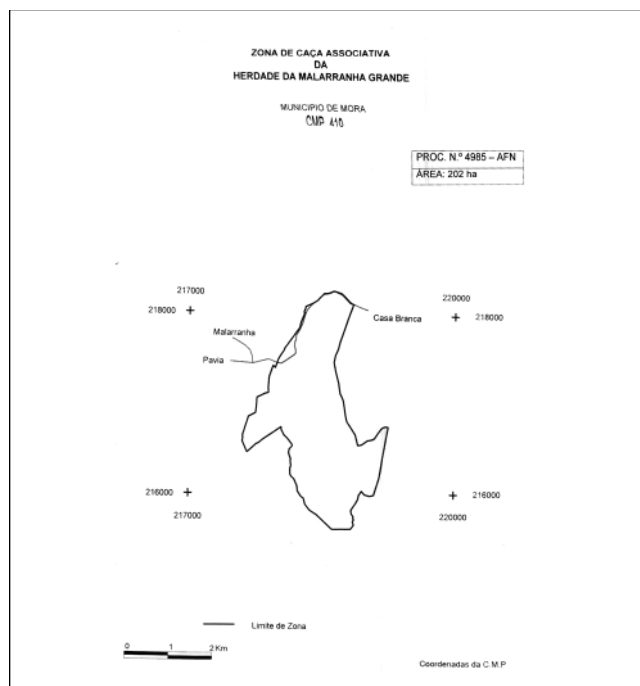 ZONA DE CAÇA ASSOCIATIVA
DA
HERDADE DA MALARRANHA GRANDE
MUNICIPIO DE MORA
CMP 410
PROC. N.º 4985 – AFN
ÁREA: 202 ha
217000
220000
218000
218000
Casa Branca
Malarranha
Pavia
216000
216000
217000
220000
Limite de Zona
0 1 2 Km
Coordenadas da C.M.P